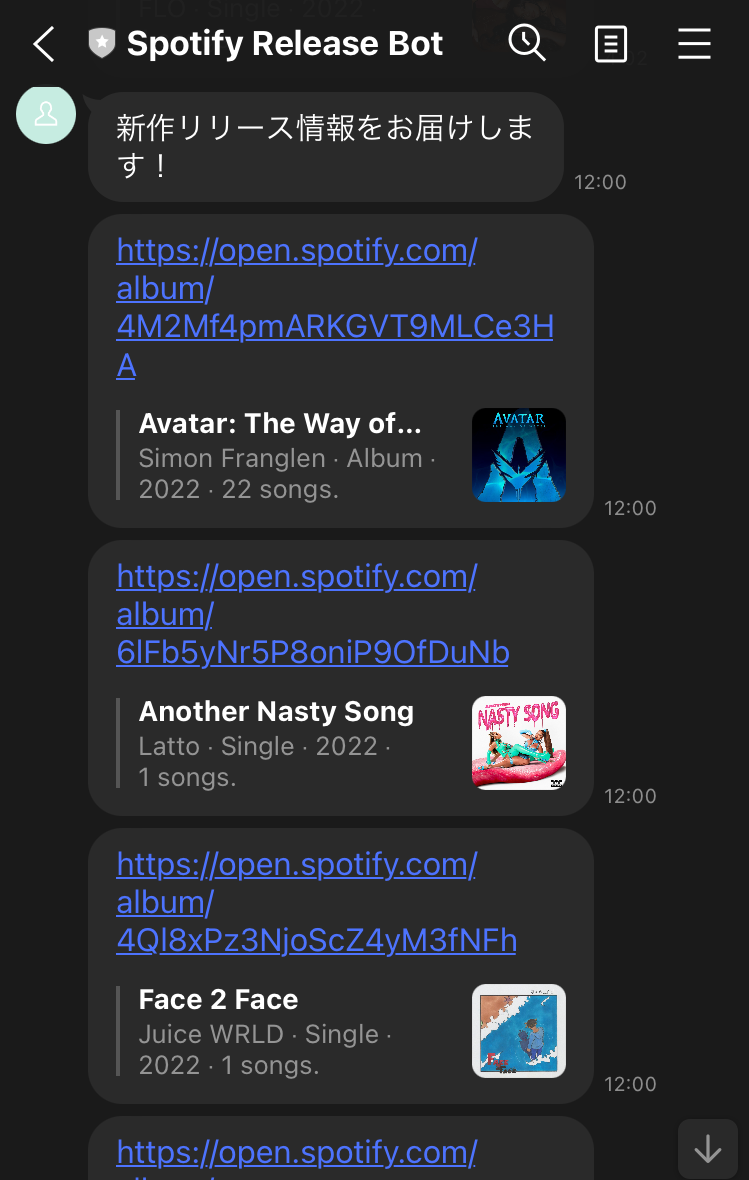 FLO · Single · 2022 ·
Spotify Release Bot
新作リリース情報をお届けしま
す！
12:00
https://open.spotify.com/
album/
4M2Mf4pmARKGVT9MLCe3H
A
Avatar: The Way of...
Simon Franglen · Album ·
2022 · 22 songs.
AVATAR
12:00
https://open.spotify.com/
album/
6lFb5yNr5P8oniP9OfDuNb
Another Nasty Song
Latto · Single · 2022 ·
1 songs.
NASTY SONG
12:00
https://open.spotify.com/
album/
4Ql8xPz3NjoScZ4yM3fNFh
Face 2 Face
Juice WRLD · Single ·
2022 · 1 songs.
12:00
https://open.spotify.com/